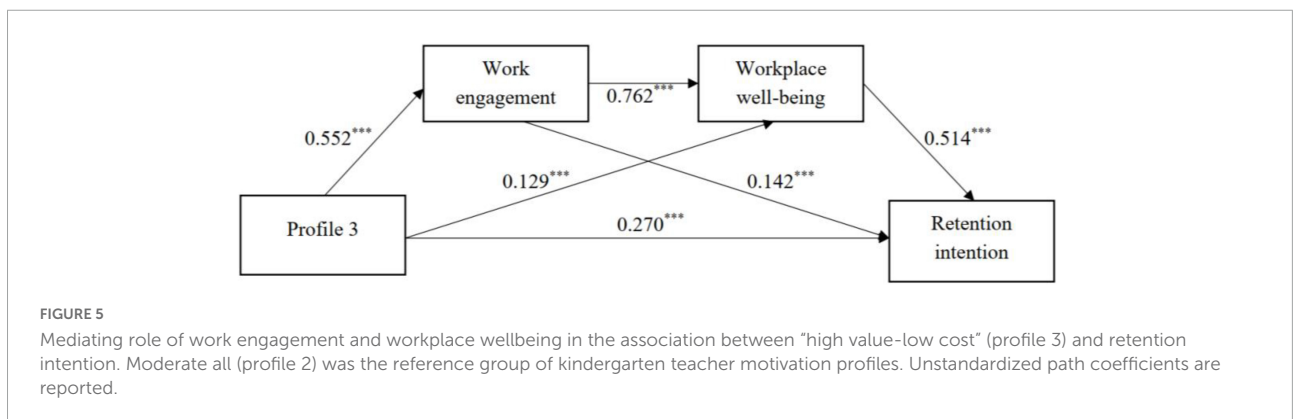 Work
engagement
Workplace
well-being
0.762***
0.552***
0.514***
0.129***
0.142***
Profile 3
0.270***
Retention
intention
FIGURE 5
Mediating role of work engagement and workplace wellbeing in the association between “high value-low cost” (profile 3) and retention
intention. Moderate all (profile 2) was the reference group of kindergarten teacher motivation profiles. Unstandardized path coefficients are
reported.